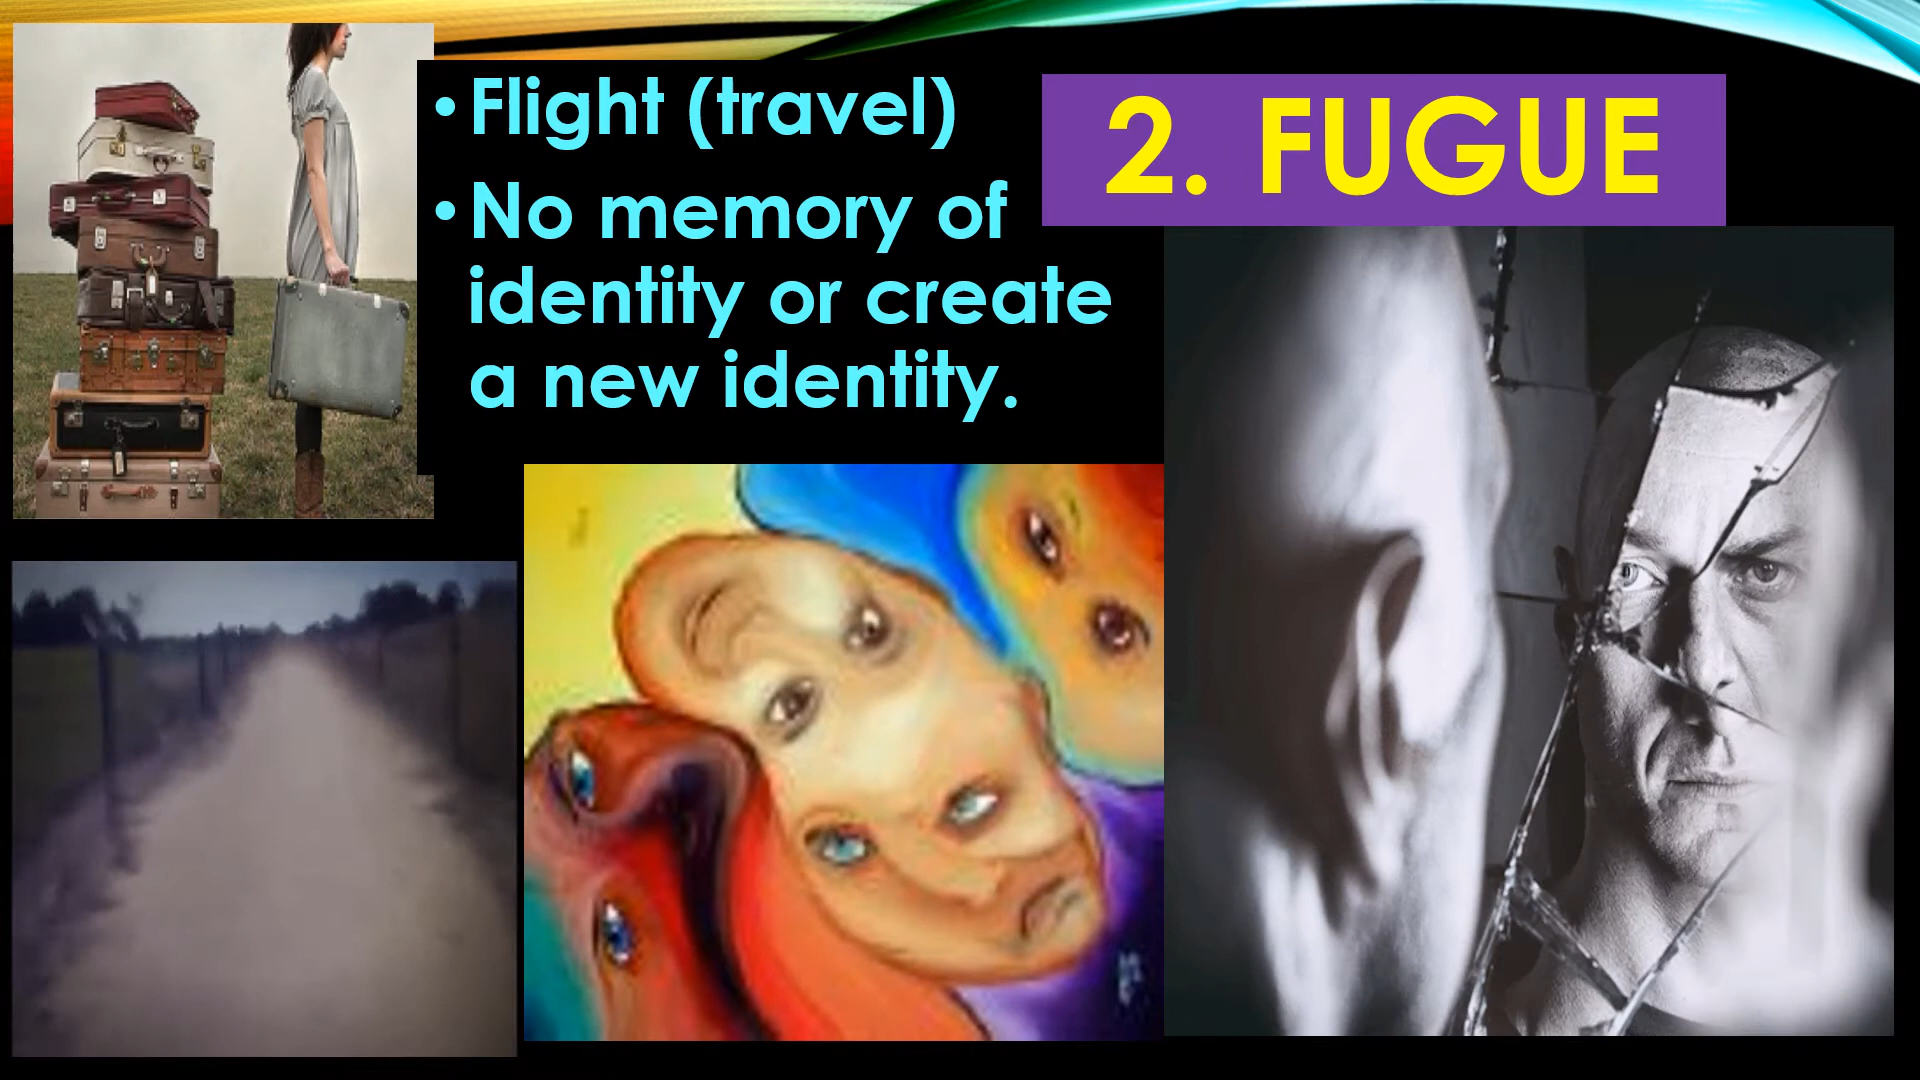 2. FUGUE
• Flight (travel)
• No memory of
identity or create
a new identity.